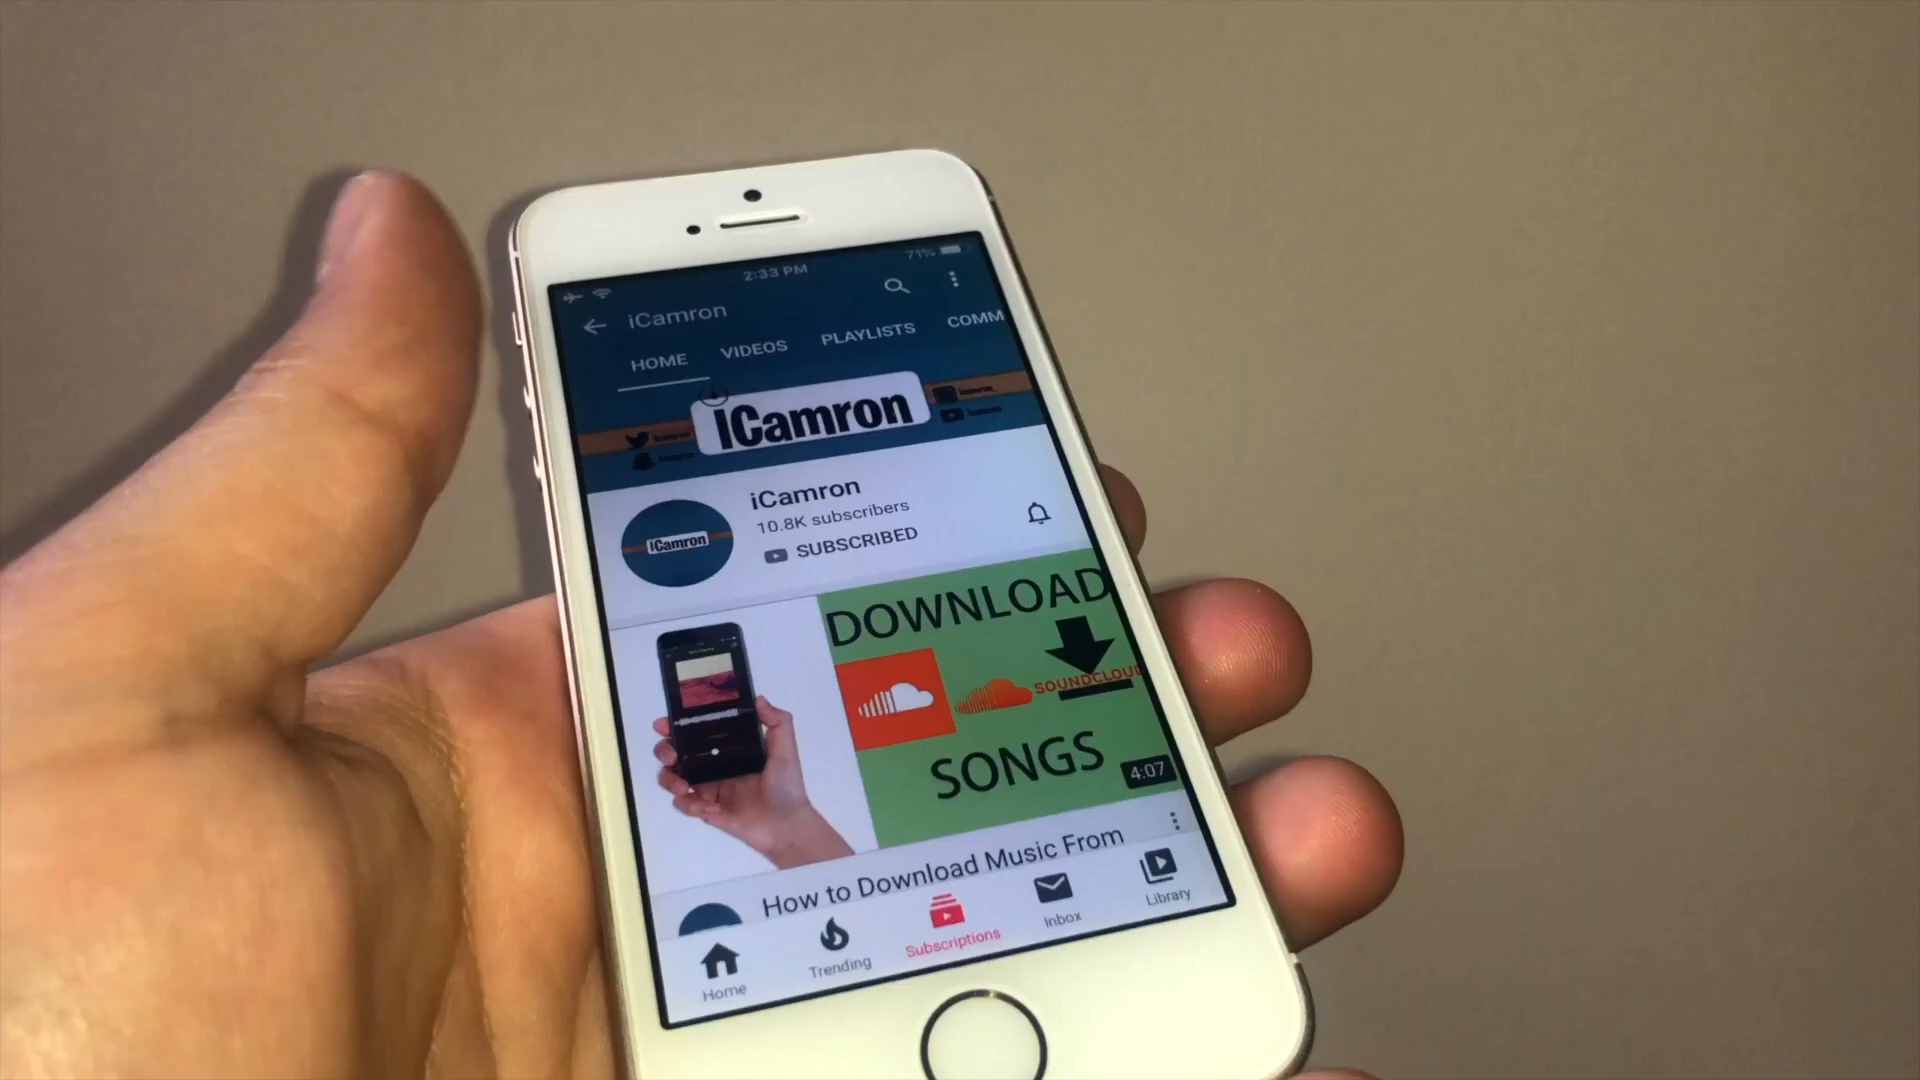 2:33 PM
71%
iCamron
HOME VIDEOS PLAYLISTS COMM
iCamron
iCamron
10.8K subscribers
SUBSCRIBED
iCamron
DOWNLOAD
SOUNDCLOUD
SONGS
4:07
How to Download Music From
Home
Trending
Subscriptions
Inbox
Library